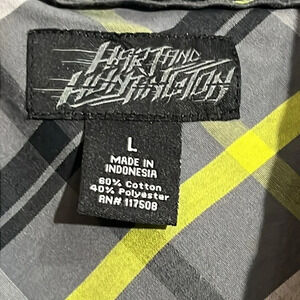 HART AND
HUNTINGTON
L
MADE IN
INDONESIA
60% Cotton
40% Polyester
RN# 117508